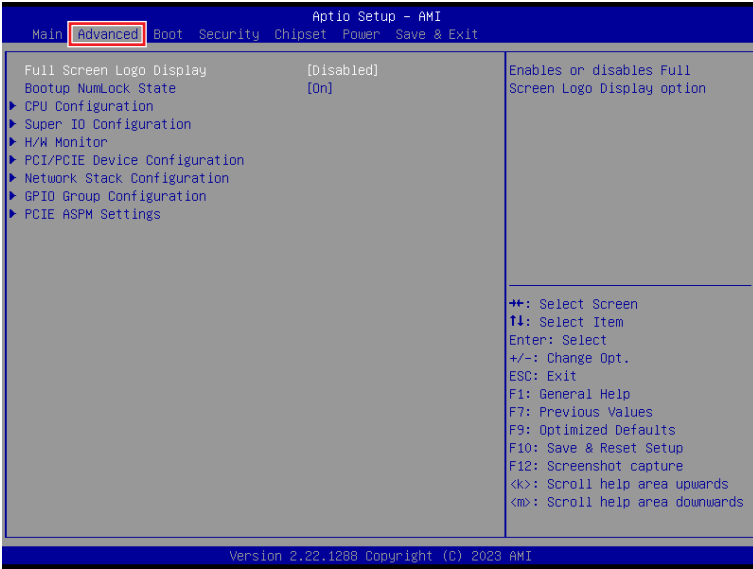 Aptio Setup - AMI
Main Advanced Boot Security Chipset Power Save & Exit
Full Screen Logo Display [Disabled]
Bootup NumLock State [On]
▶ CPU Configuration
▶ Super IO Configuration
▶ H/W Monitor
▶ PCI/PCIE Device Configuration
▶ Network Stack Configuration
▶ GPIO Group Configuration
▶ PCIE ASPM Settings
Enables or disables Full
Screen Logo Display option
→←: Select Screen
↑↓: Select Item
Enter: Select
+/-: Change Opt.
ESC: Exit
F1: General Help
F7: Previous Values
F9: Optimized Defaults
F10: Save & Reset Setup
F12: Screenshot capture
<k>: Scroll help area upwards
<m>: Scroll help area downwards
Version 2.22.1288 Copyright (C) 2023 AMI